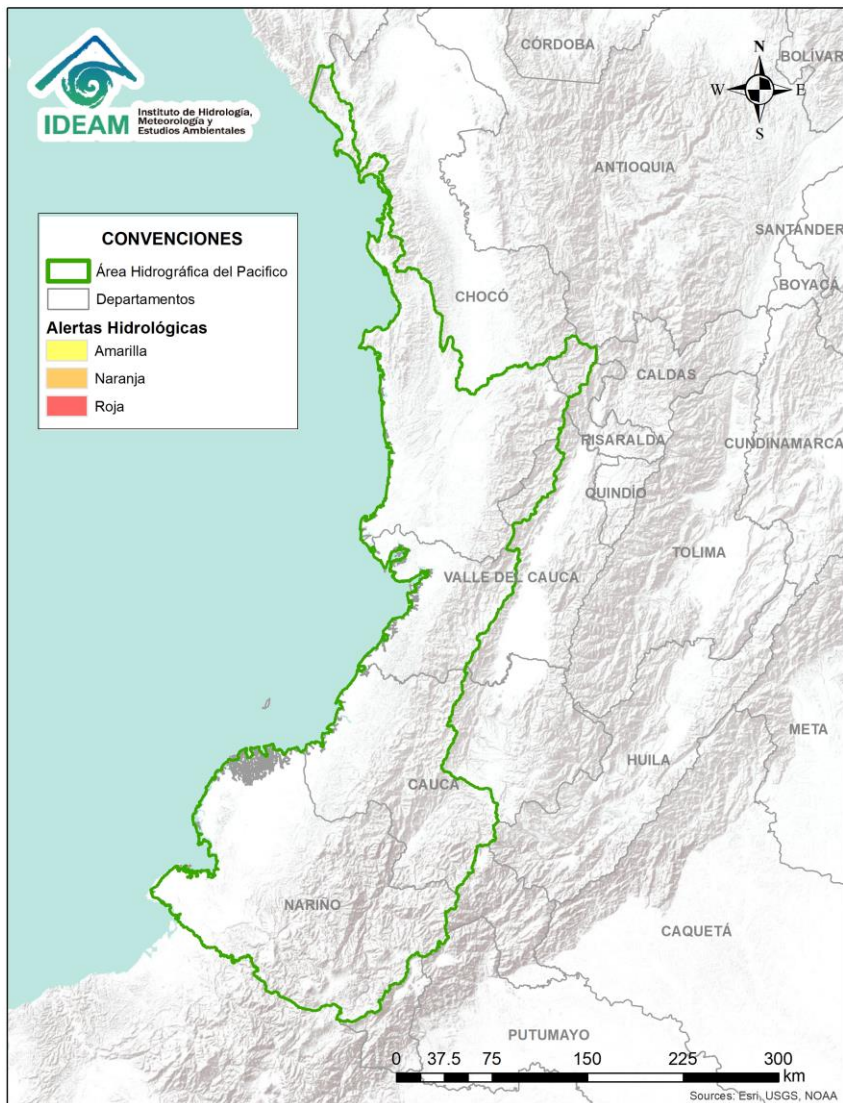 IDEAM
Instituto de Hidrología,
Meteorología y
Estudios Ambientales
CÓRDOBA
BOLÍVAR
N
W
E
S
ANTIOQUIA
SANTANDER
BOYACÁ
CONVENCIONES
Área Hidrográfica del Pacifico
Departamentos
Alertas Hidrológicas
Amarilla
Naranja
Roja
CHOCÓ
CALDAS
RISARALDA
CUNDINAMARCA
QUINDÍO
TOLIMA
VALLE DEL CAUCA
META
HUILA
CAUCA
NARIÑO
CAQUETÁ
PUTUMAYO
0 37.5 75 150 225 300
km
Sources: Esri, USGS, NOAA